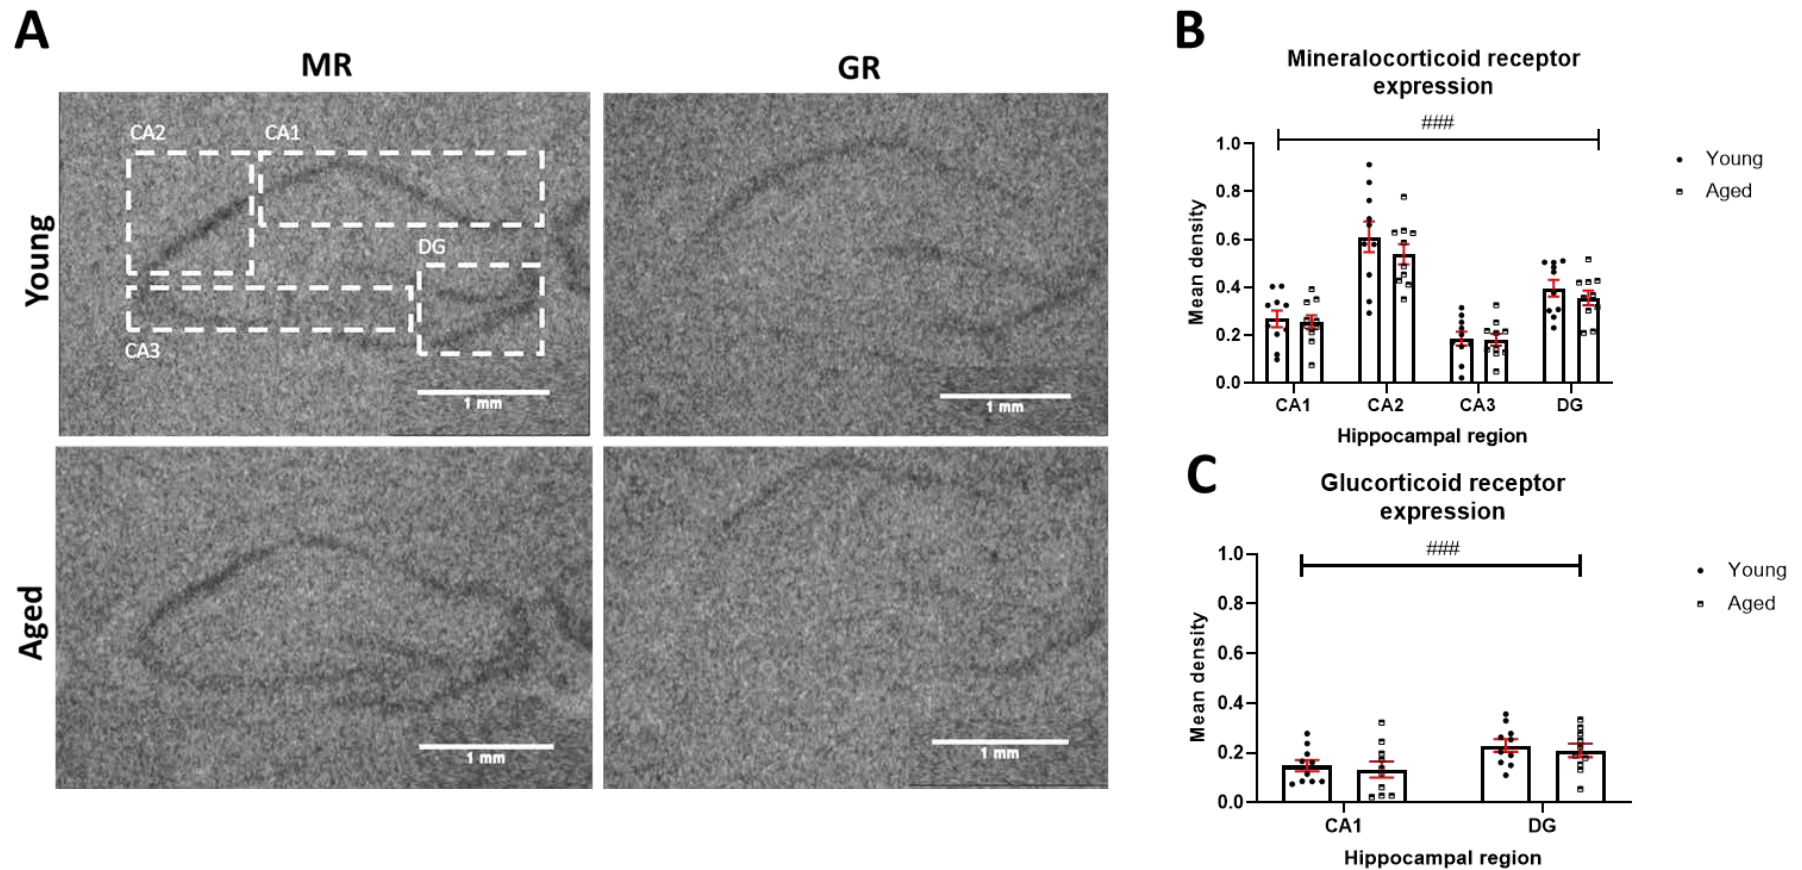 A
MR
GR
Young
CA2
CA1
DG
CA3
1 mm
1 mm
Aged
1 mm
1 mm
B
Mineralocorticoid receptor
expression
###
1.0
0.8
0.6
0.4
0.2
0.0
Mean density
CA1
CA2
CA3
DG
Hippocampal region
Young
Aged
C
Glucorticoid receptor
expression
###
1.0
0.8
0.6
0.4
0.2
0.0
Mean density
CA1
DG
Hippocampal region
Young
Aged